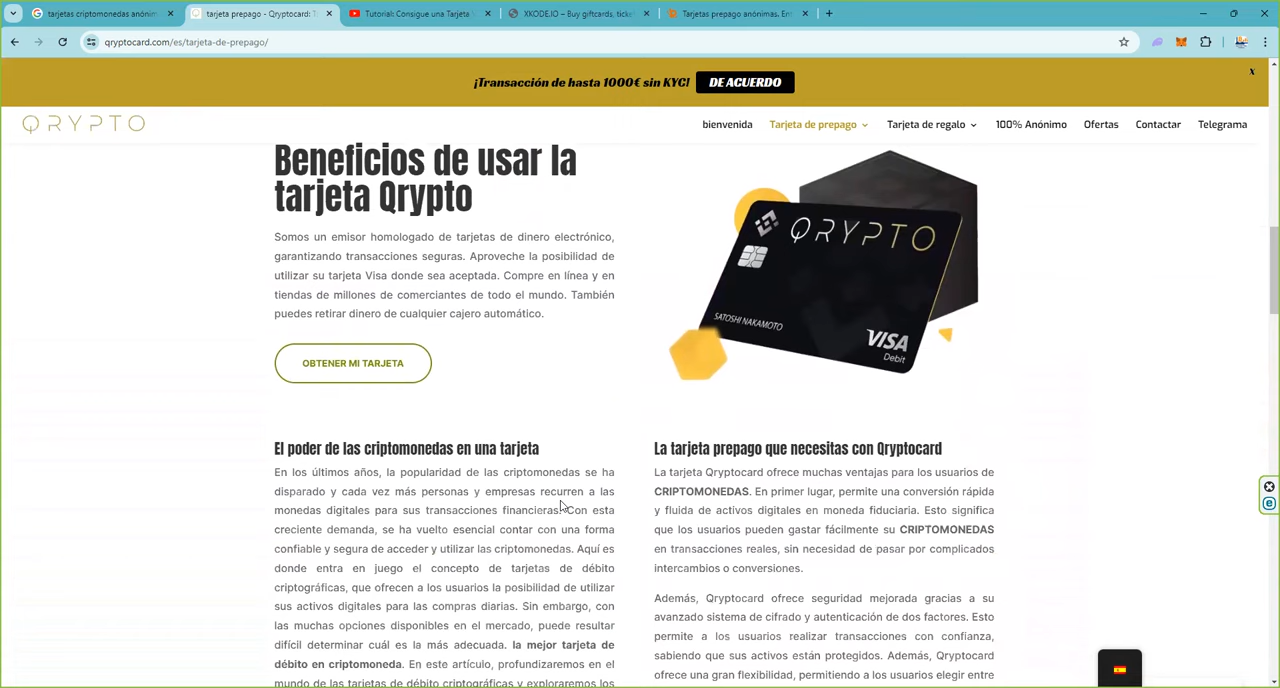 tarjetas criptomonedas anónim
tarjeta prepago - Qryptocard: T
Tutorial: Consigue una Tarjeta V
XKODE.IO – Buy giftcards, ticke
Tarjetas prepago anónimas. En
qryptocard.com/es/tarjeta-de-prepago/
¡Transacción de hasta 1000€ sin KYC! DE ACUERDO
x
QRYPTO
bienvenida Tarjeta de prepago Tarjeta de regalo 100% Anónimo Ofertas Contactar Telegrama
Beneficios de usar la
tarjeta Qrypto
Somos un emisor homologado de tarjetas de dinero electrónico,
garantizando transacciones seguras. Aproveche la posibilidad de
utilizar su tarjeta Visa donde sea aceptada. Compre en línea y en
tiendas de millones de comerciantes de todo el mundo. También
puedes retirar dinero de cualquier cajero automático.
OBTENER MI TARJETA
QRYPTO
SATOSHI NAKAMOTO
VISA
Debit
El poder de las criptomonedas en una tarjeta
En los últimos años, la popularidad de las criptomonedas se ha
disparado y cada vez más personas y empresas recurren a las
monedas digitales para sus transacciones financieras. Con esta
creciente demanda, se ha vuelto esencial contar con una forma
confiable y segura de acceder y utilizar las criptomonedas. Aquí es
donde entra en juego el concepto de tarjetas de débito
criptográficas, que ofrecen a los usuarios la posibilidad de utilizar
sus activos digitales para las compras diarias. Sin embargo, con
las muchas opciones disponibles en el mercado, puede resultar
difícil determinar cuál es la más adecuada. la mejor tarjeta de
débito en criptomoneda. En este artículo, profundizaremos en el
mundo de las tarjetas de débito criptográficas y exploraremos los
La tarjeta prepago que necesitas con Qryptocard
La tarjeta Qryptocard ofrece muchas ventajas para los usuarios de
CRIPTOMONEDAS. En primer lugar, permite una conversión rápida
y fluida de activos digitales en moneda fiduciaria. Esto significa
que los usuarios pueden gastar fácilmente su CRIPTOMONEDAS
en transacciones reales, sin necesidad de pasar por complicados
intercambios o conversiones.
Además, Qryptocard ofrece seguridad mejorada gracias a su
avanzado sistema de cifrado y autenticación de dos factores. Esto
permite a los usuarios realizar transacciones con confianza,
sabiendo que sus activos están protegidos. Además, Qryptocard
ofrece una gran flexibilidad, permitiendo a los usuarios elegir entre